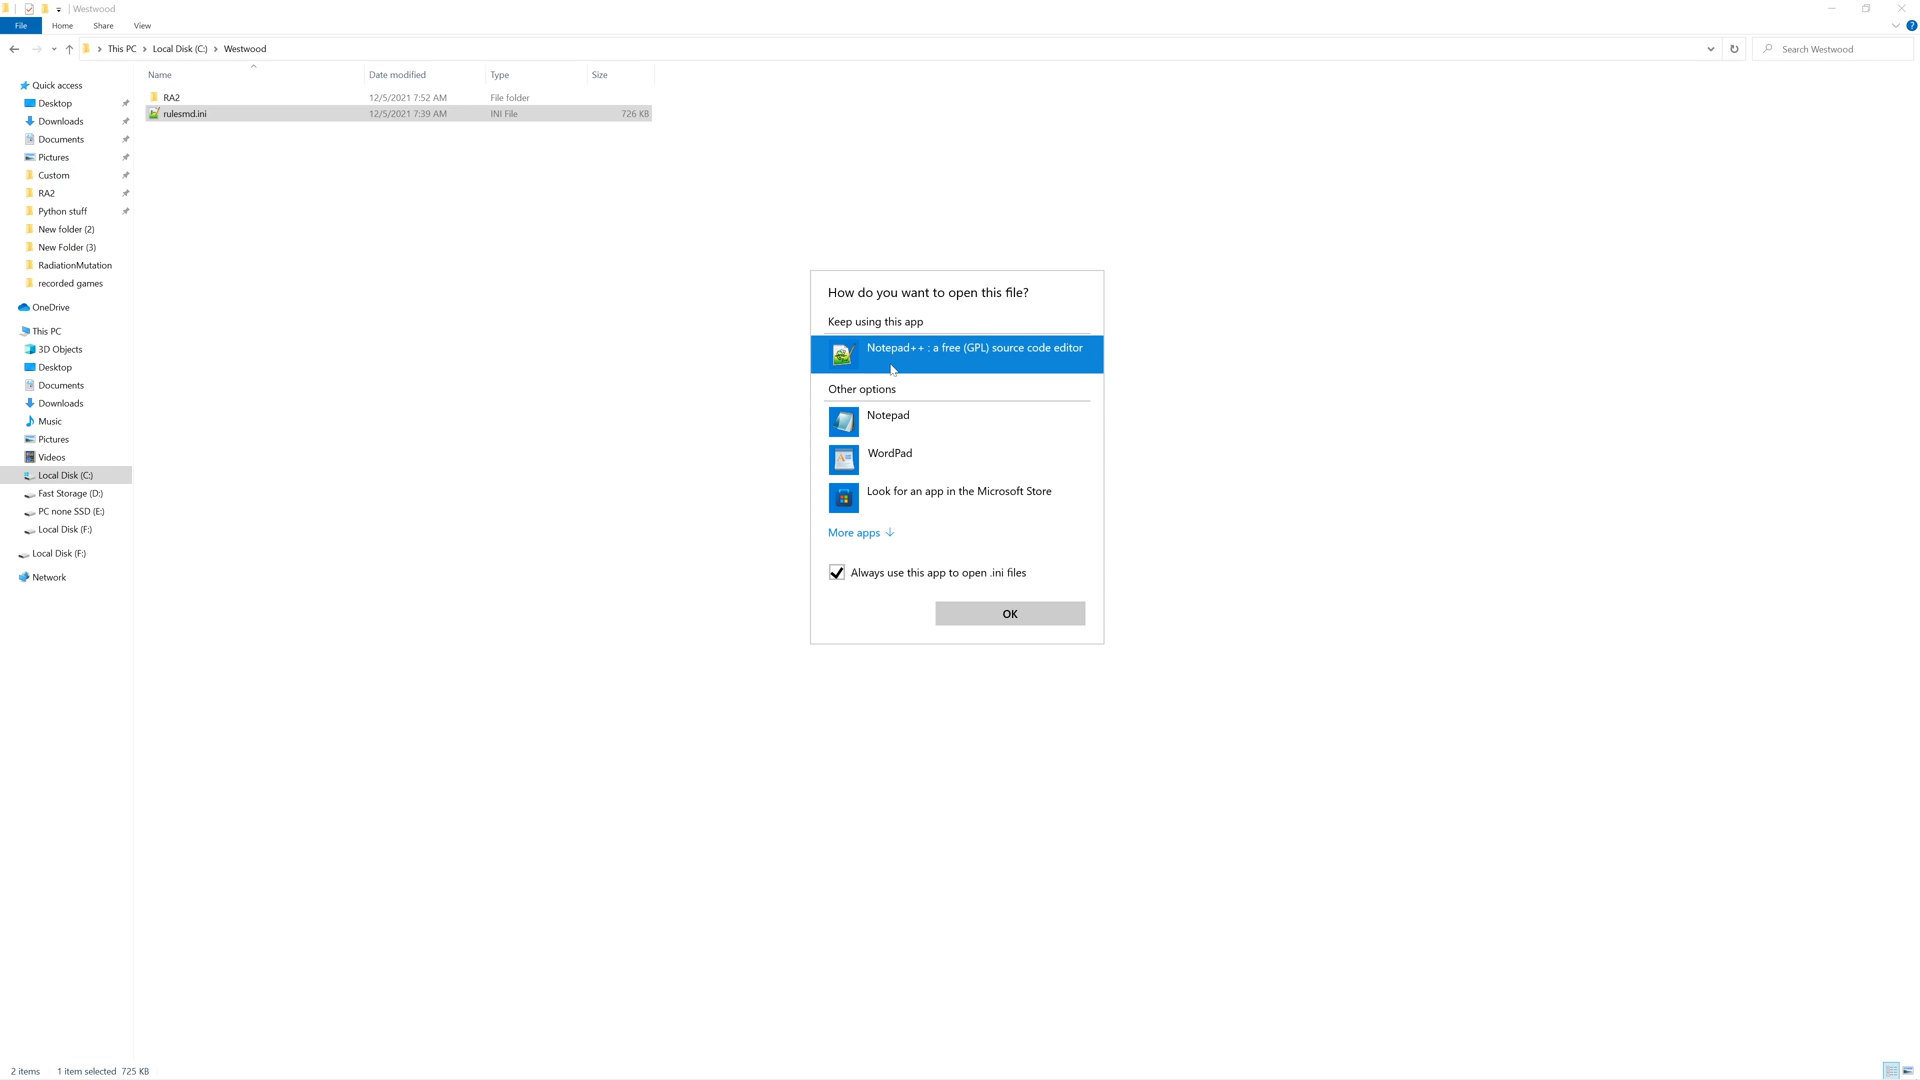 Westwood
File Home Share View
This PC Local Disk (C:) Westwood
Search Westwood
Name Date modified Type Size
RA2 12/5/2021 7:52 AM File folder
rulesmd.ini 12/5/2021 7:39 AM INI File 726 KB
Quick access
Desktop
Downloads
Documents
Pictures
Custom
RA2
Python stuff
New folder (2)
New Folder (3)
RadiationMutation
recorded games
OneDrive
This PC
3D Objects
Desktop
Documents
Downloads
Music
Pictures
Videos
Local Disk (C:)
Fast Storage (D:)
PC none SSD (E:)
Local Disk (F:)
Local Disk (F:)
Network
How do you want to open this file?
Keep using this app
Notepad++ : a free (GPL) source code editor
Other options
Notepad
WordPad
Look for an app in the Microsoft Store
More apps
Always use this app to open .ini files
OK
2 items 1 item selected 725 KB